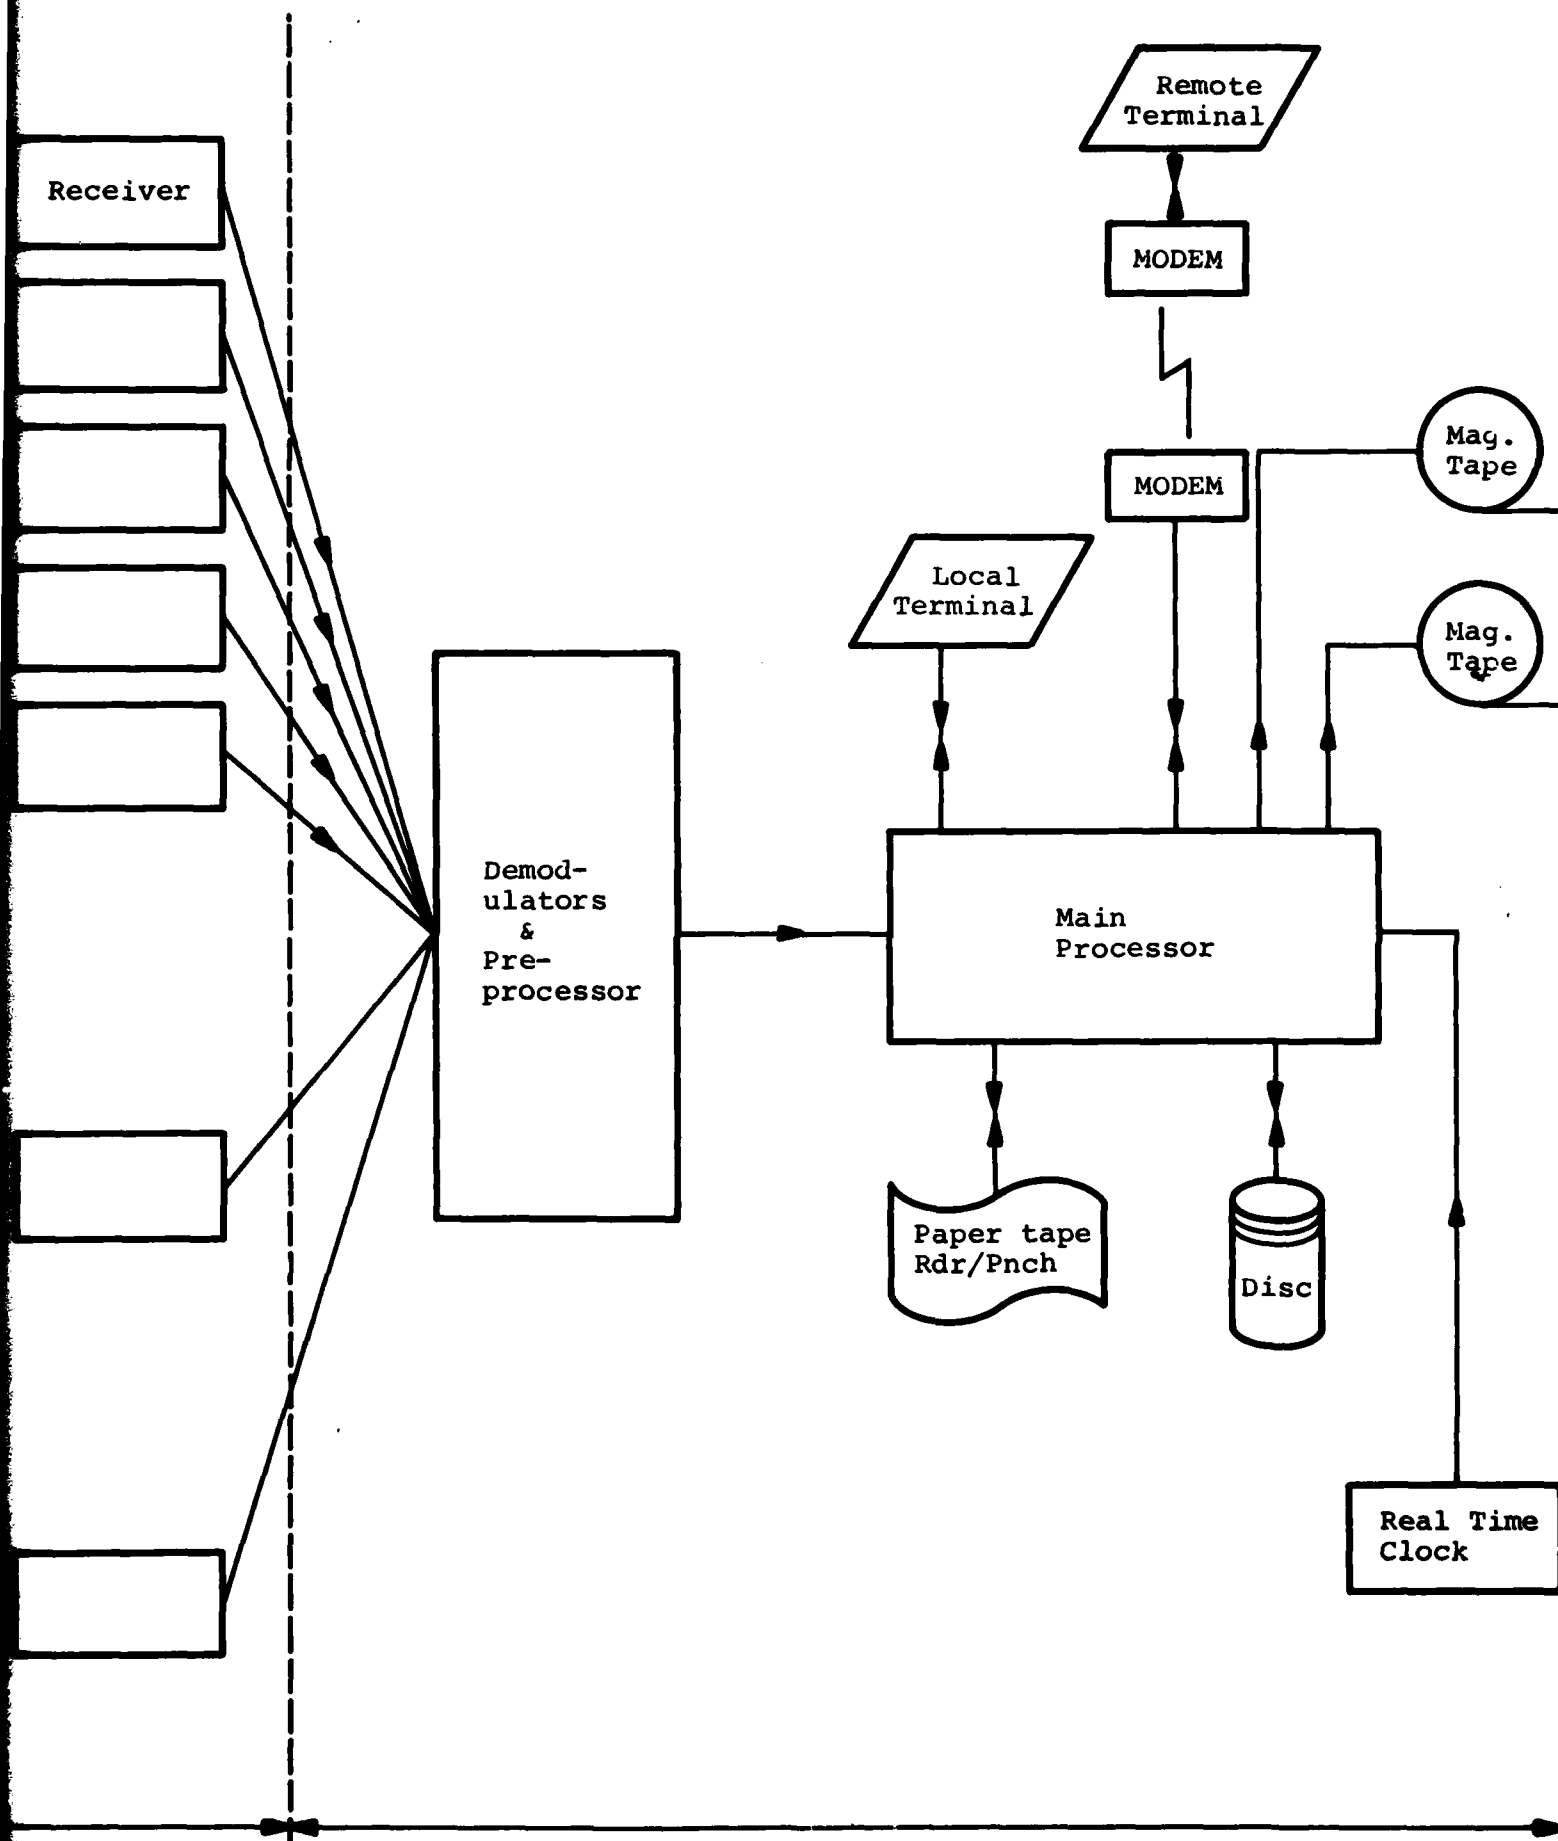 Remote
Terminal
Receiver
MODEM
Mag.
Tape
MODEM
Local
Terminal
Mag.
Tape
Demod-
ulators
&
Pre-
processor
Main
Processor
Paper tape
Rdr/Pnch
Disc
Real Time
Clock